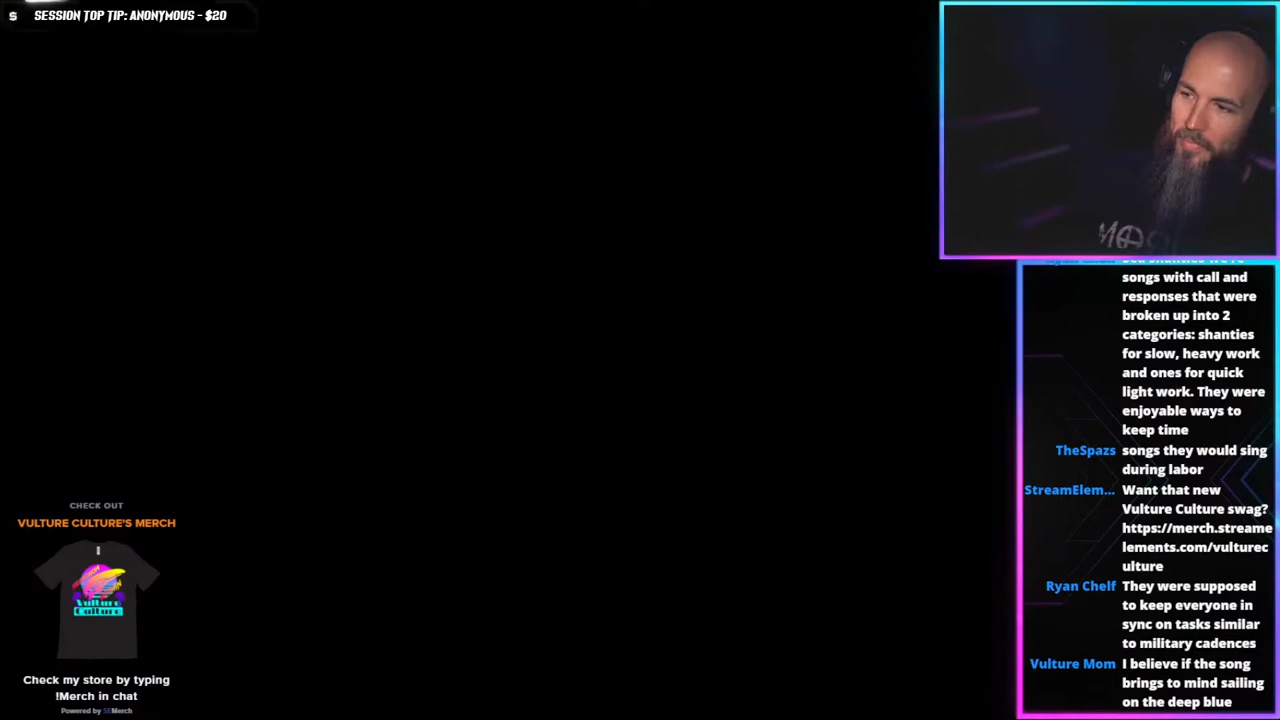 $ SESSION TOP TIP: ANONYMOUS - $20
songs with call and
responses that were
broken up into 2
categories: shanties
for slow, heavy work
and ones for quick
light work. They were
enjoyable ways to
keep time
TheSpazs songs they would sing
during labor
StreamElem... Want that new
Vulture Culture swag?
https://merch.streame
lements.com/vulturec
ulture
Ryan Chelf They were supposed
to keep everyone in
sync on tasks similar
to military cadences
Vulture Mom I believe if the song
brings to mind sailing
on the deep blue
CHECK OUT
VULTURE CULTURE'S MERCH
Vulture
Culture
Check my store by typing
!Merch in chat
Powered by SEMerch